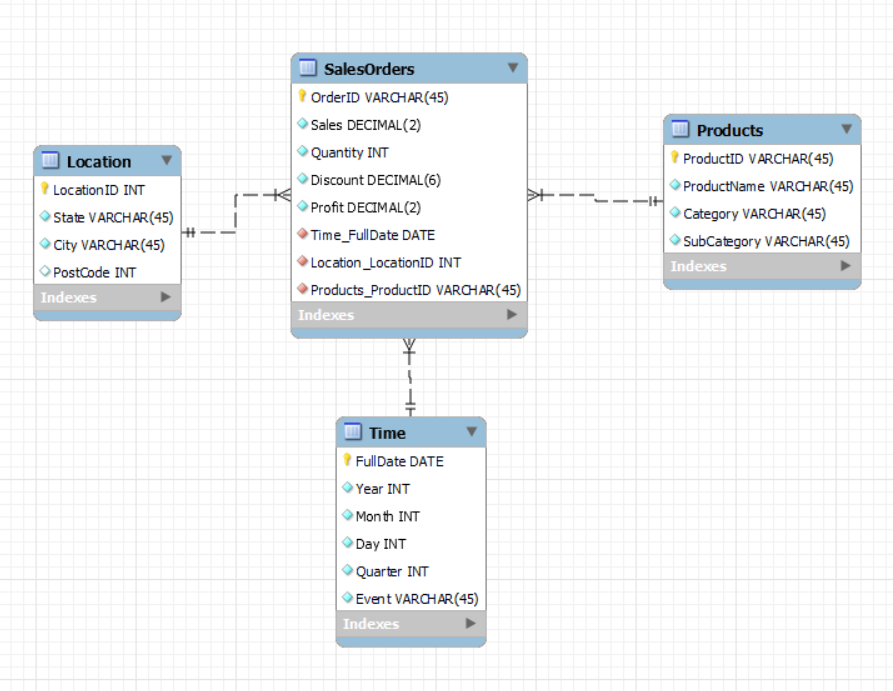 SalesOrders
OrderID VARCHAR(45)
Sales DECIMAL(2)
Quantity INT
Discount DECIMAL(6)
Profit DECIMAL(2)
Time_FullDate DATE
Location_LocationID INT
Products_ProductID VARCHAR(45)
Indexes
Location
LocationID INT
State VARCHAR(45)
City VARCHAR(45)
PostCode INT
Indexes
Products
ProductID VARCHAR(45)
ProductName VARCHAR(45)
Category VARCHAR(45)
SubCategory VARCHAR(45)
Indexes
Time
FullDate DATE
Year INT
Month INT
Day INT
Quarter INT
Event VARCHAR(45)
Indexes